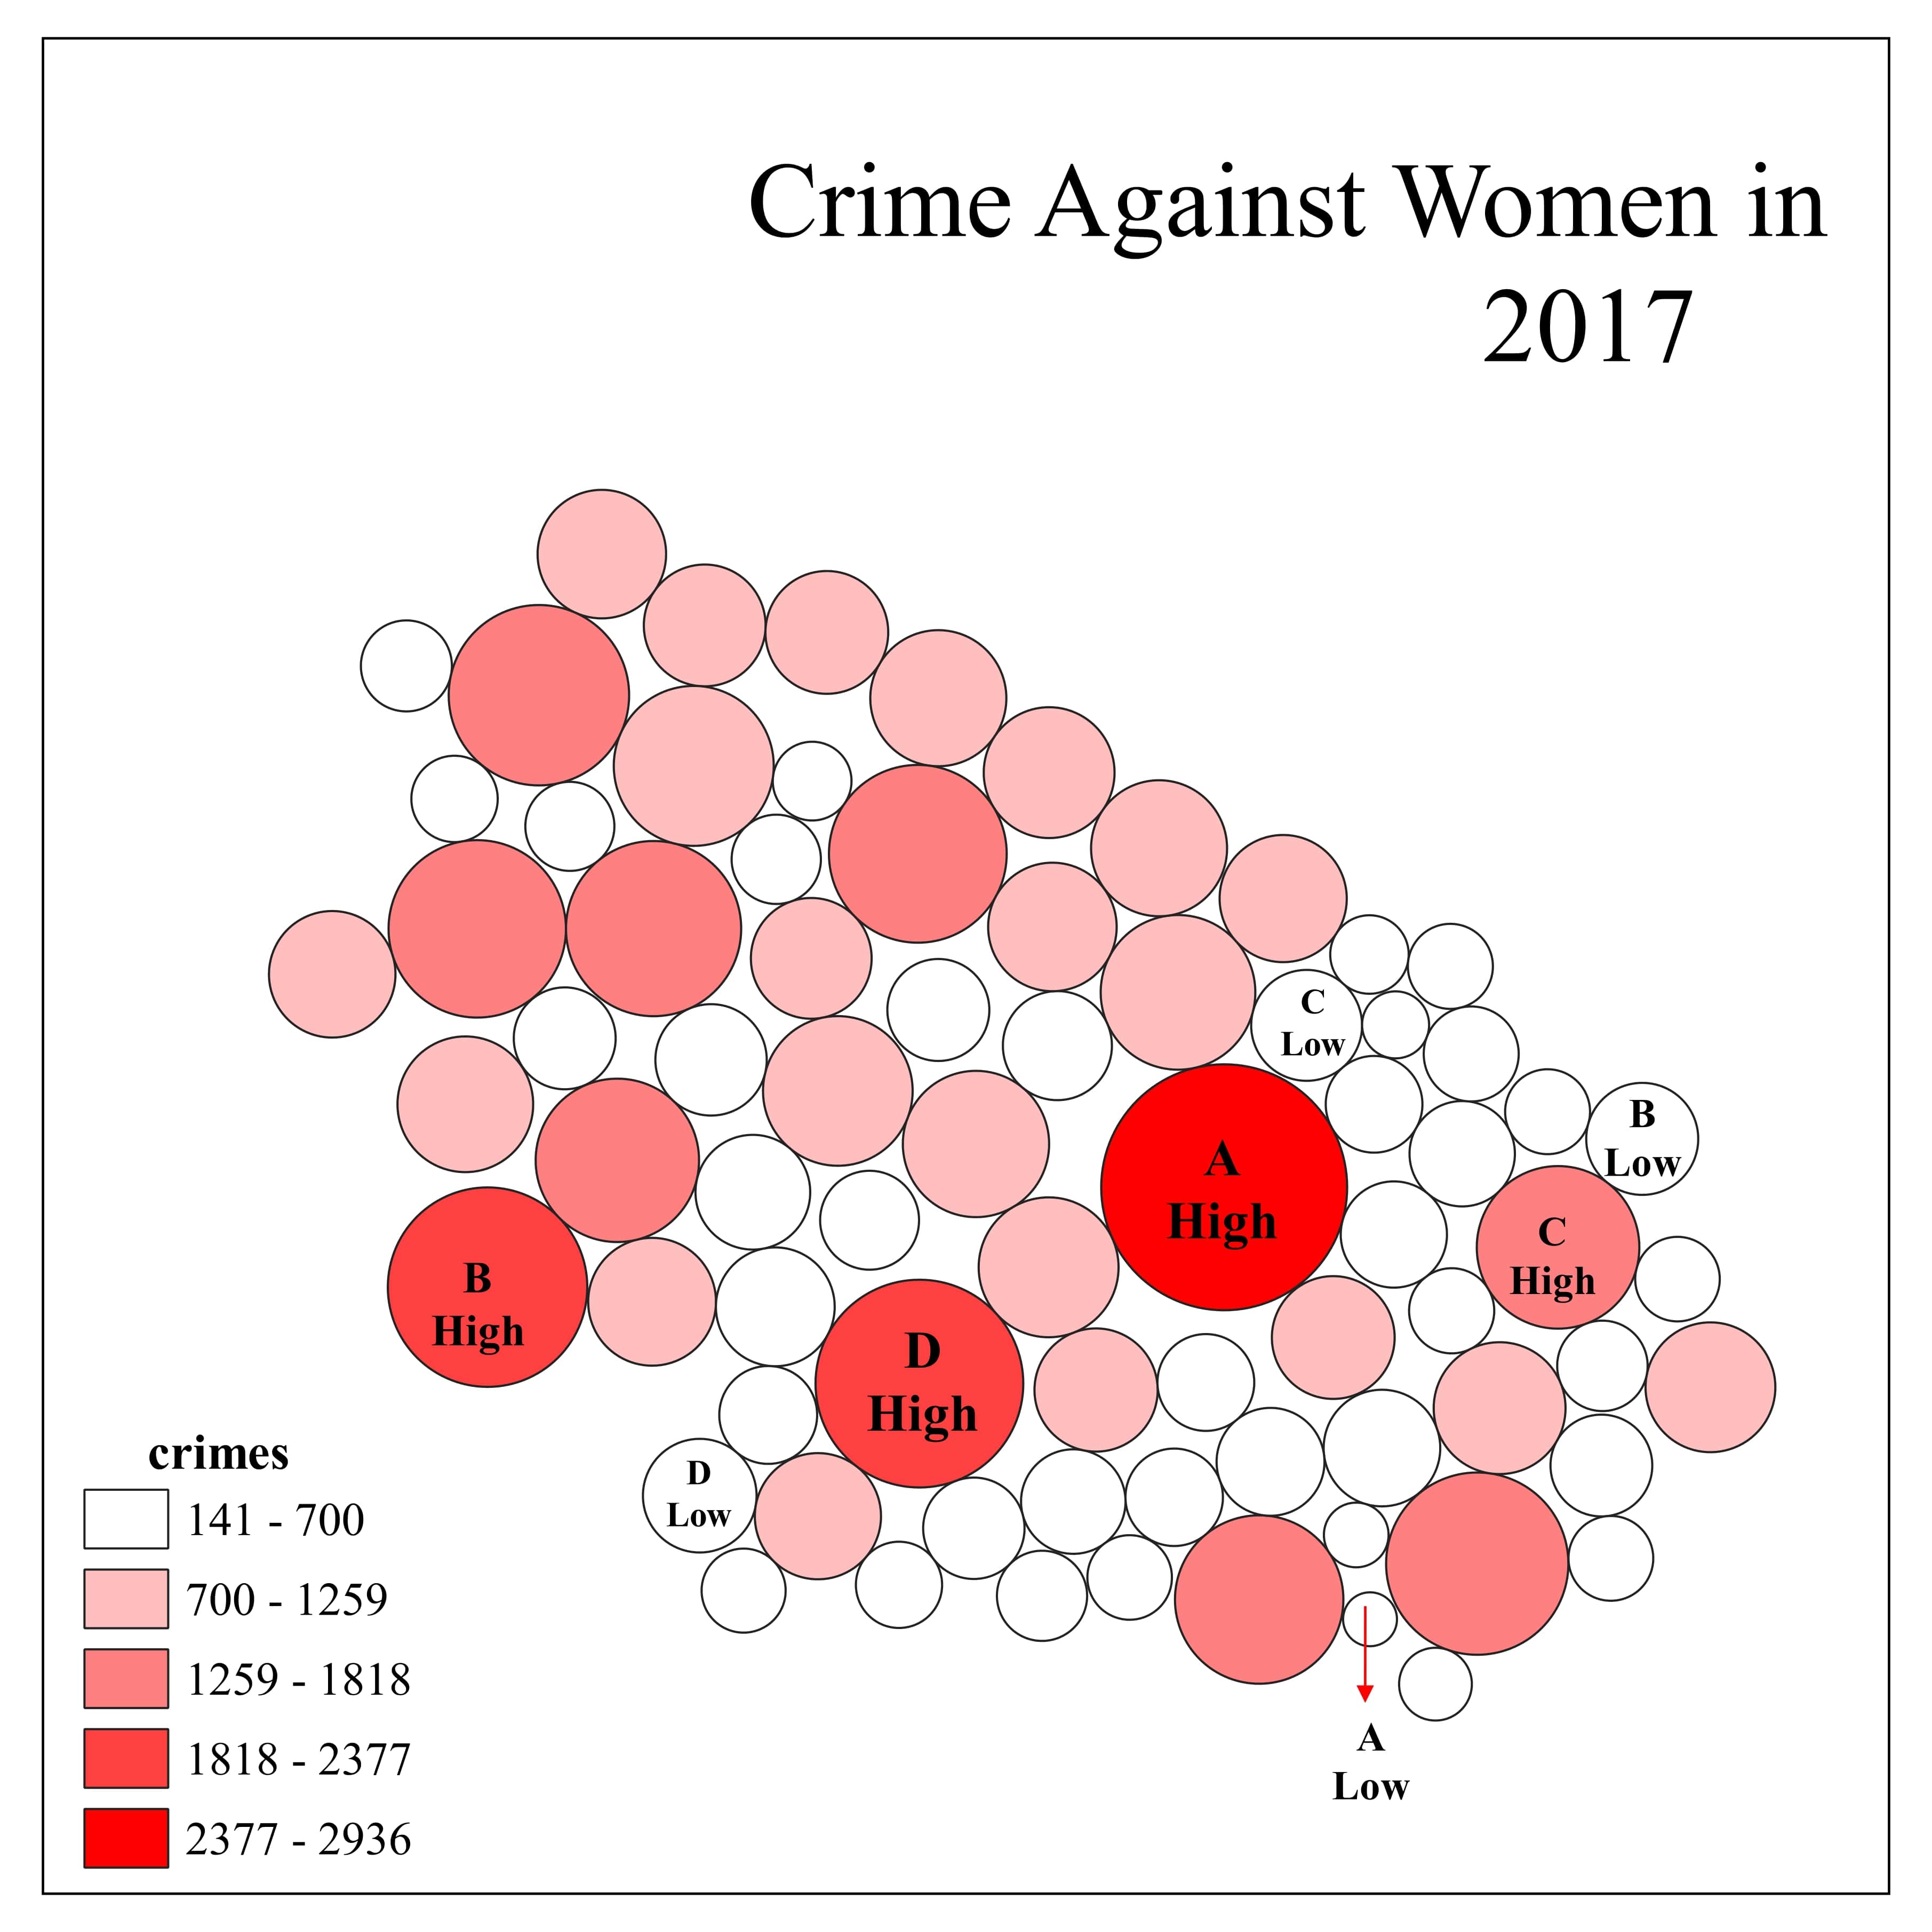 Crime Against Women in
2017
C
Low
B
Low
A
High
C
High
B
High
D
High
D
Low
A
Low
crimes
141 - 700
700 - 1259
1259 - 1818
1818 - 2377
2377 - 2936